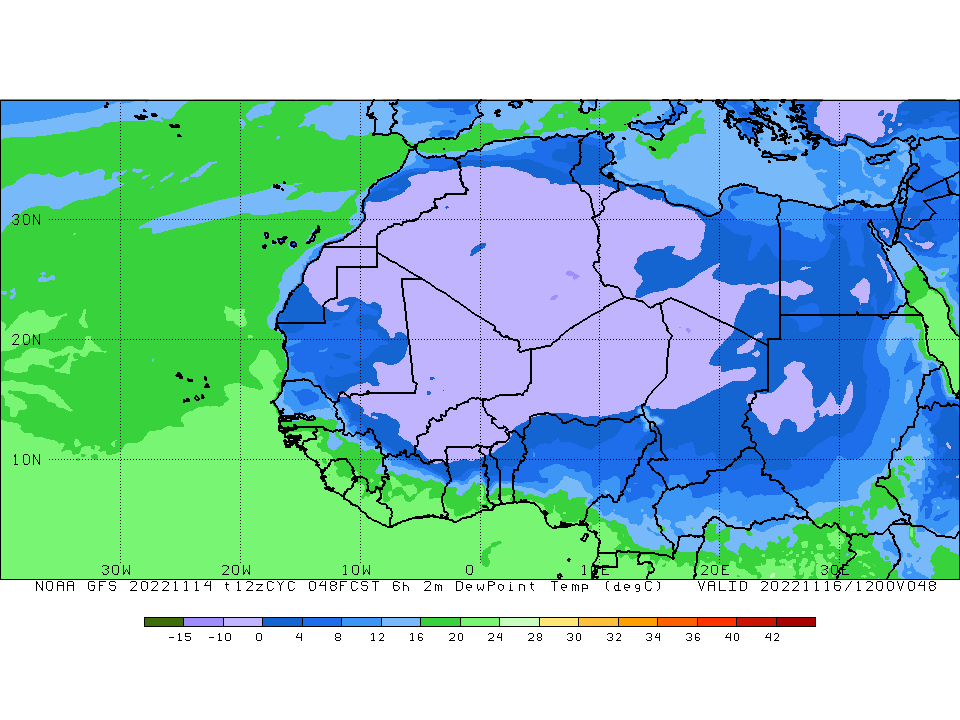 30N
20N
10N
30W 20W 10W 0 10E 20E 30E
NOAA GFS 20221114 t12zCYC 048FCST 6h 2m DewPoint Temp (degC) VALID 20221116/1200V048
-15 -10 0 4 8 12 16 20 24 28 30 32 34 36 40 42